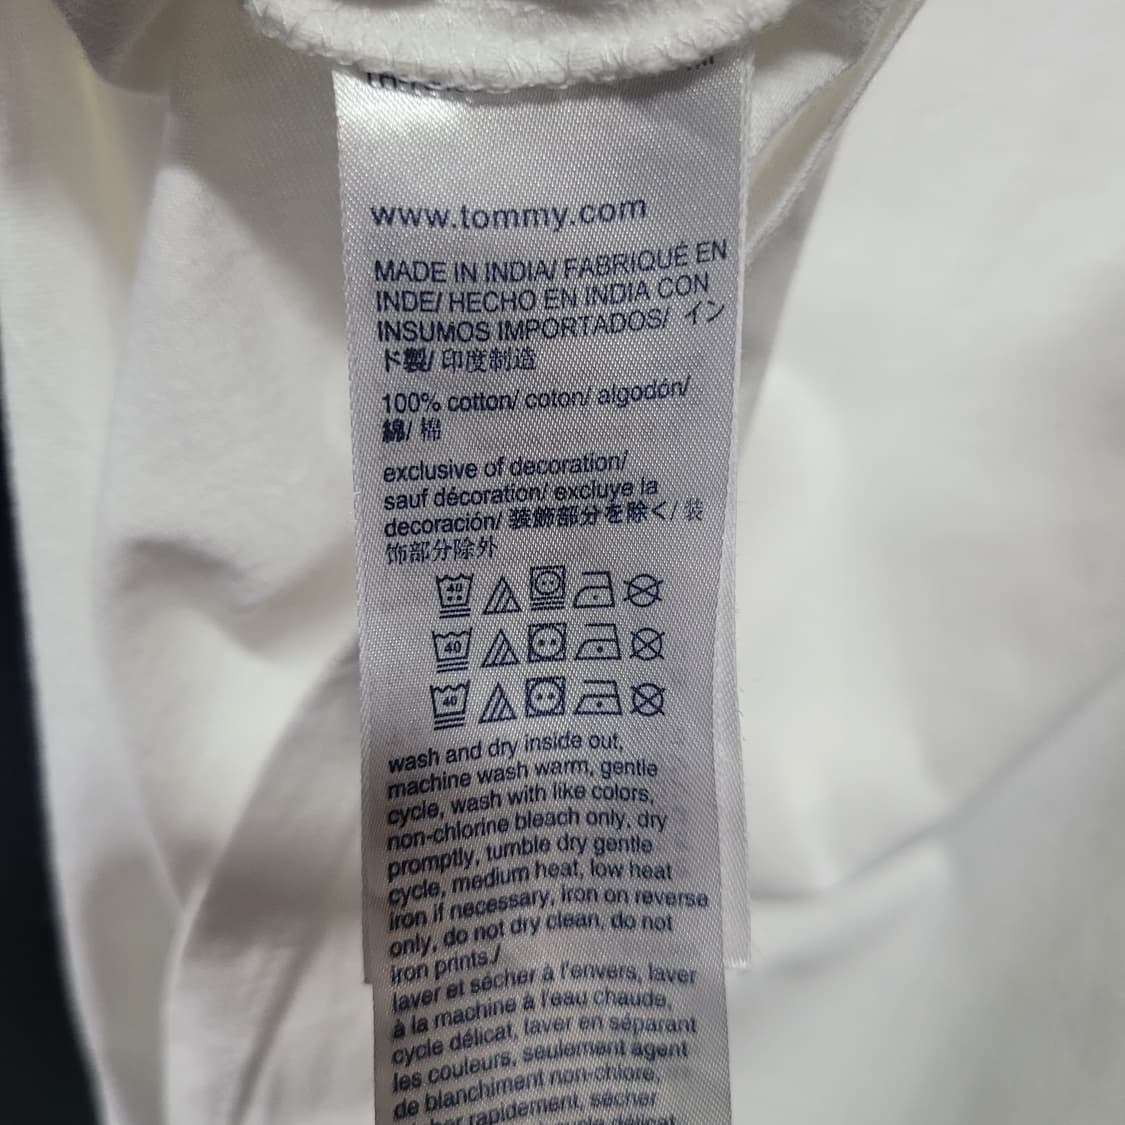 www.tommy.com
MADE IN INDIA/ FABRIQUÉ EN
INDE/ HECHO EN INDIA CON
INSUMOS IMPORTADOS/ イン
ド製/ 印度制造
100% cotton/ coton/ algodón/
綿/ 棉
exclusive of decoration/
sauf décoration/ excluye la
decoración/ 装飾部分を除く/ 装
饰部分除外
40
40
40
wash and dry inside out,
machine wash warm, gentle
cycle, wash with like colors,
non-chlorine bleach only, dry
promptly, tumble dry gentle
cycle, medium heat, low heat
iron if necessary, iron on reverse
only, do not dry clean, do not
iron prints./
laver et sécher à l'envers, laver
à la machine à l'eau chaude,
cycle délicat, laver en séparant
les couleurs, seulement agent
de blanchiment non-chlore,
rapidement, sécher